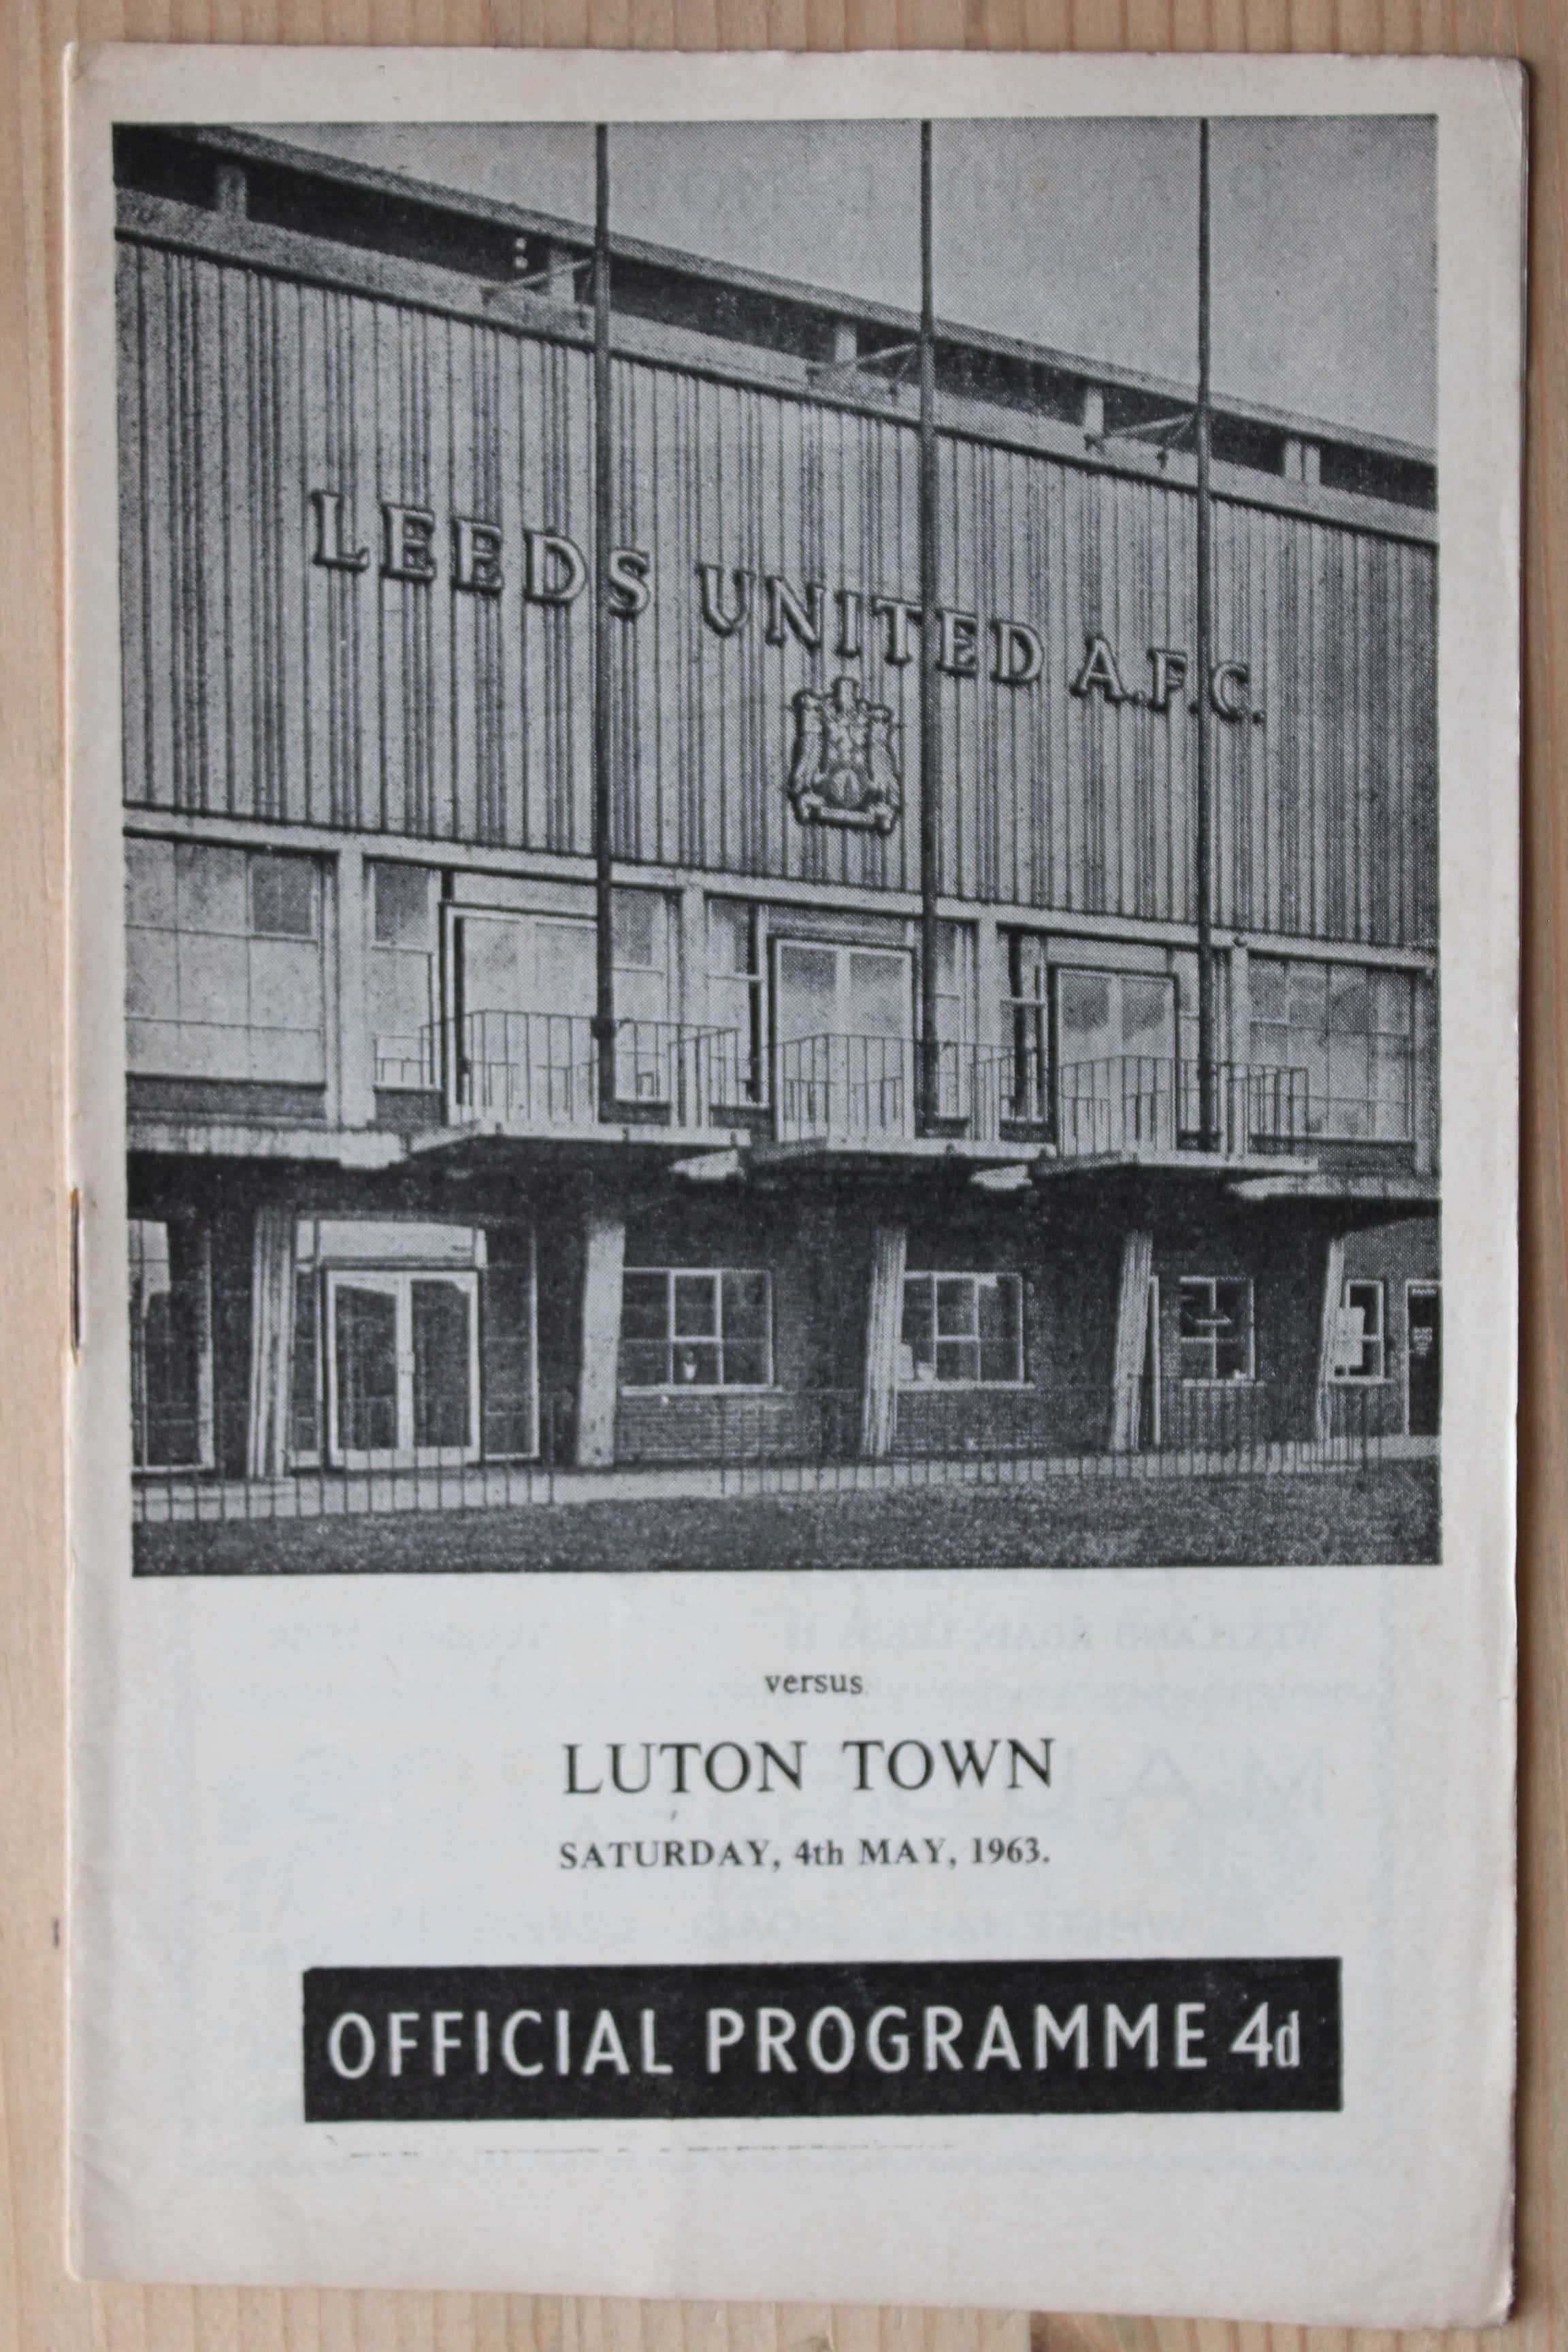 LEEDS UNITED A.F.C.
versus
LUTON TOWN
SATURDAY, 4th MAY, 1963.
OFFICIAL PROGRAMME 4d